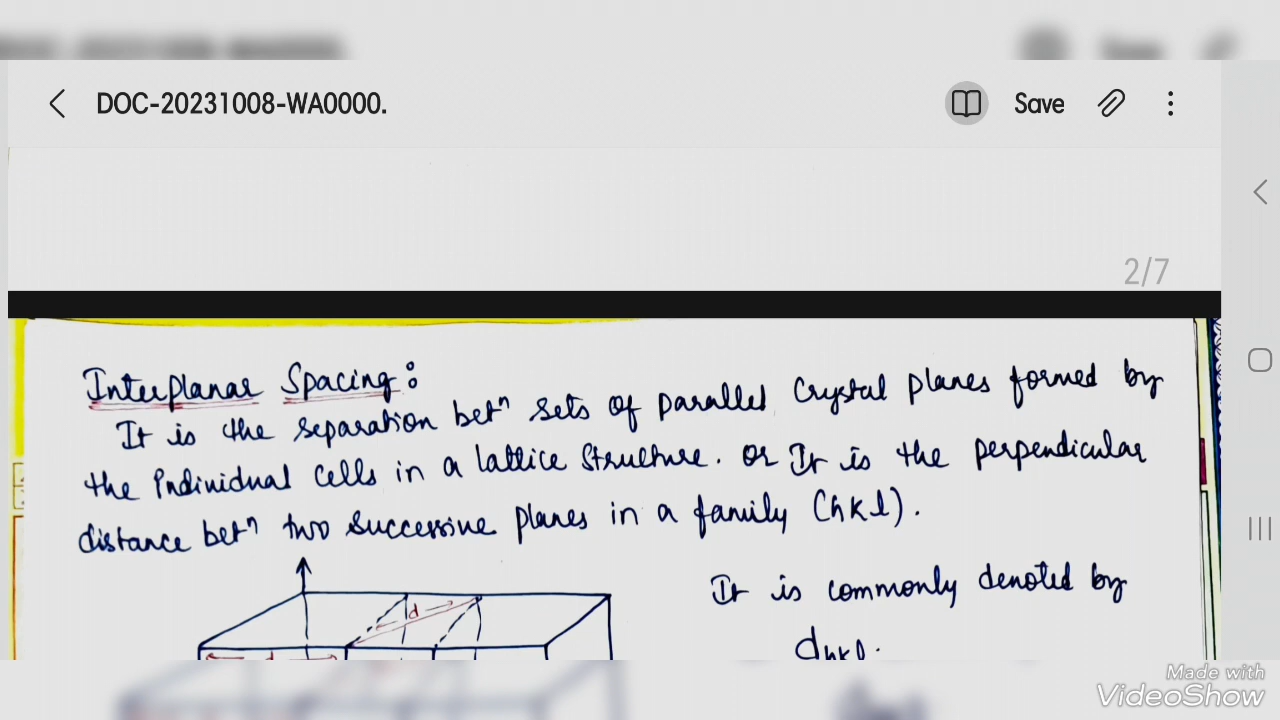 DOC-20231008-WA0000.
Save
2/7
Interplanar Spacing:
It is the separation betⁿ sets of parallel Crystal planes formed by
the Individual cells in a lattice structure. or It is the perpendicular
distance betⁿ two successive planes in a family (hkl).
d
It is commonly denoted by
d
dhkl.
Made with
VideoShow